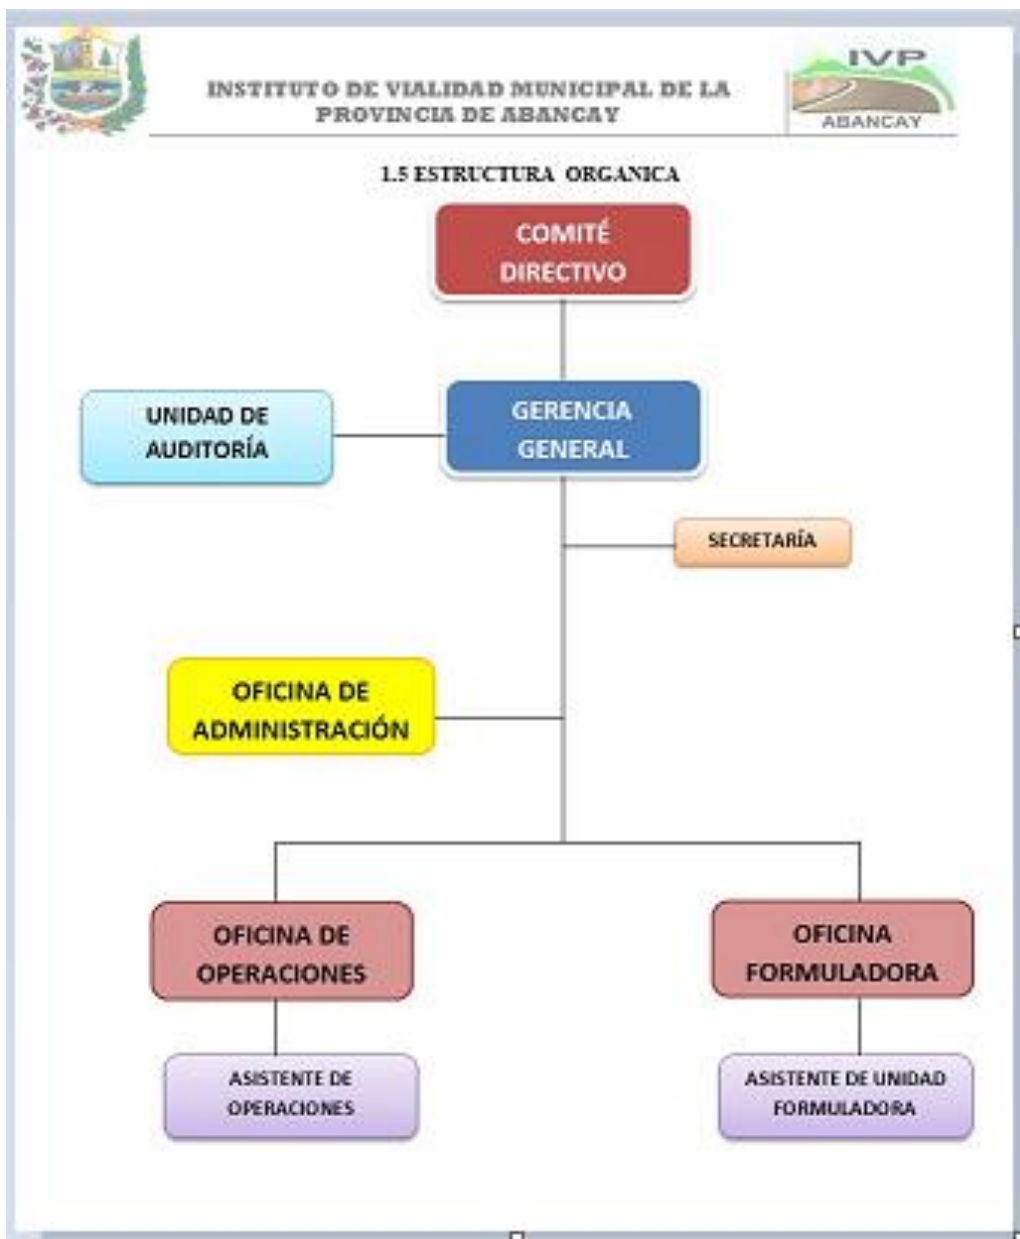 INSTITUTO DE VIALIDAD MUNICIPAL DE LA
PROVINCIA DE ABANCAY
IVP
ABANCAY
1.5 ESTRUCTURA ORGANICA
COMITÉ
DIRECTIVO
UNIDAD DE
AUDITORÍA
GERENCIA
GENERAL
SECRETARÍA
OFICINA DE
ADMINISTRACIÓN
OFICINA DE
OPERACIONES
OFICINA
FORMULADORA
ASISTENTE DE
OPERACIONES
ASISTENTE DE UNIDAD
FORMULADORA